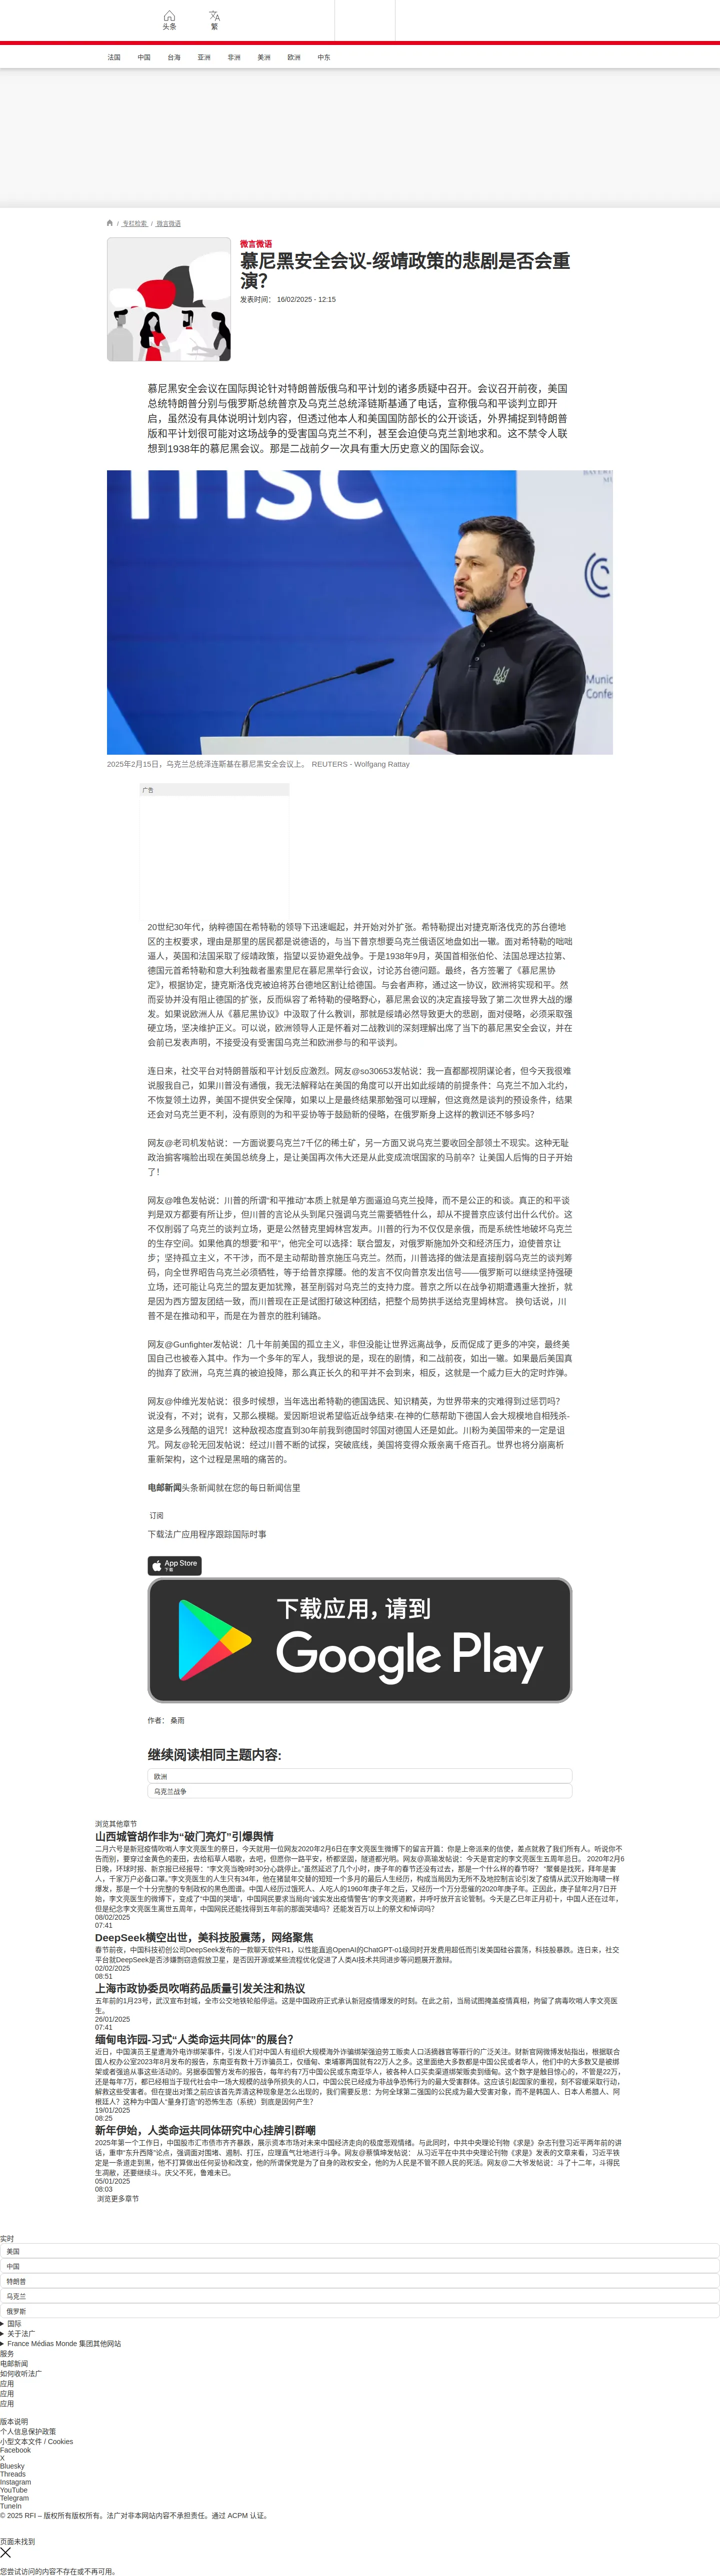 头条
繁
法国
中国
台海
亚洲
非洲
美洲
欧洲
中东
/ 专栏检索 / 微言微语
微言微语
慕尼黑安全会议-绥靖政策的悲剧是否会重
演？
发表时间： 16/02/2025 - 12:15
慕尼黑安全会议在国际舆论针对特朗普版俄乌和平计划的诸多质疑中召开。会议召开前夜，美国
总统特朗普分别与俄罗斯总统普京及乌克兰总统泽链斯基通了电话，宣称俄乌和平谈判立即开
启，虽然没有具体说明计划内容，但透过他本人和美国国防部长的公开谈话，外界捕捉到特朗普
版和平计划很可能对这场战争的受害国乌克兰不利，甚至会迫使乌克兰割地求和。这不禁令人联
想到1938年的慕尼黑会议。那是二战前夕一次具有重大历史意义的国际会议。
msc
Munic
Confe
2025年2月15日，乌克兰总统泽连斯基在慕尼黑安全会议上。 REUTERS - Wolfgang Rattay
广告
20世纪30年代，纳粹德国在希特勒的领导下迅速崛起，并开始对外扩张。希特勒提出对捷克斯洛伐克的苏台德地
区的主权要求，理由是那里的居民都是说德语的，与当下普京想要乌克兰俄语区地盘如出一辙。面对希特勒的咄咄
逼人，英国和法国采取了绥靖政策，指望以妥协避免战争。于是1938年9月，英国首相张伯伦、法国总理达拉第、
德国元首希特勒和意大利独裁者墨索里尼在慕尼黑举行会议，讨论苏台德问题。最终，各方签署了《慕尼黑协
定》，根据协定，捷克斯洛伐克被迫将苏台德地区割让给德国。与会者声称，通过这一协议，欧洲将实现和平。然
而妥协并没有阻止德国的扩张，反而纵容了希特勒的侵略野心，慕尼黑会议的决定直接导致了第二次世界大战的爆
发。如果说欧洲人从《慕尼黑协议》中汲取了什么教训，那就是绥靖必然导致更大的悲剧，面对侵略，必须采取强
硬立场，坚决维护正义。可以说，欧洲领导人正是怀着对二战教训的深刻理解出席了当下的慕尼黑安全会议，并在
会前已发表声明，不接受没有受害国乌克兰和欧洲参与的和平谈判。
连日来，社交平台对特朗普版和平计划反应激烈。网友@so30653发帖说：我一直都鄙视阴谋论者，但今天我很难
说服我自己，如果川普没有通俄，我无法解释站在美国的角度可以开出如此绥靖的前提条件：乌克兰不加入北约，
不恢复领土边界，美国不提供安全保障，如果以上是最终结果那勉强可以理解，但这竟然是谈判的预设条件，结果
还会对乌克兰更不利，没有原则的为和平妥协等于鼓励新的侵略，在俄罗斯身上这样的教训还不够多吗？
网友@老司机发帖说：一方面说要乌克兰7千亿的稀土矿，另一方面又说乌克兰要收回全部领土不现实。这种无耻
政治掮客嘴脸出现在美国总统身上，是让美国再次伟大还是从此变成流氓国家的马前卒？让美国人后悔的日子开始
了！
网友@唯色发帖说：川普的所谓“和平推动”本质上就是单方面逼迫乌克兰投降，而不是公正的和谈。真正的和平谈
判是双方都要有所让步，但川普的言论从头到尾只强调乌克兰需要牺牲什么，却从不提普京应该付出什么代价。这
不仅削弱了乌克兰的谈判立场，更是公然替克里姆林宫发声。川普的行为不仅仅是亲俄，而是系统性地破坏乌克兰
的生存空间。如果他真的想要“和平”，他完全可以选择：联合盟友，对俄罗斯施加外交和经济压力，迫使普京让
步；坚持孤立主义，不干涉，而不是主动帮助普京施压乌克兰。然而，川普选择的做法是直接削弱乌克兰的谈判筹
码，向全世界昭告乌克兰必须牺牲，等于给普京撑腰。他的发言不仅向普京发出信号——俄罗斯可以继续坚持强硬
立场，还可能让乌克兰的盟友更加犹豫，甚至削弱对乌克兰的支持力度。普京之所以在战争初期遭遇重大挫折，就
是因为西方盟友团结一致，而川普现在正是试图打破这种团结，把整个局势拱手送给克里姆林宫。 换句话说，川
普不是在推动和平，而是在为普京的胜利铺路。
网友@Gunfighter发帖说：几十年前美国的孤立主义，非但没能让世界远离战争，反而促成了更多的冲突，最终美
国自己也被卷入其中。作为一个多年的军人，我想说的是，现在的剧情，和二战前夜，如出一辙。如果最后美国真
的抛弃了欧洲，乌克兰真的被迫投降，那么真正长久的和平并不会到来，相反，这就是一个威力巨大的定时炸弹。
网友@仲维光发帖说：很多时候想，当年选出希特勒的德国选民、知识精英，为世界带来的灾难得到过惩罚吗？
说没有，不对；说有，又那么模糊。爱因斯坦说希望临近战争结束-在神的仁慈帮助下德国人会大规模地自相残杀-
这是多么残酷的诅咒！这种敌视态度直到30年前我到德国时邻国对德国人还是如此。川粉为美国带来的一定是诅
咒。网友@轮无回发帖说：经过川普不断的试探，突破底线，美国将变得众叛亲离千疮百孔。世界也将分崩离析
重新架构，这个过程是黑暗的痛苦的。
电邮新闻头条新闻就在您的每日新闻信里
订阅
下载法广应用程序跟踪国际时事
App Store
下载
下载应用，请到
Google Play
作者： 桑雨
继续阅读相同主题内容:
欧洲
乌克兰战争
浏览其他章节
山西城管胡作非为“破门亮灯”引爆舆情
二月六号是新冠疫情吹哨人李文亮医生的祭日，今天就用一位网友2020年2月6日在李文亮医生微博下的留言开篇：你是上帝派来的信使，差点就救了我们所有人。听说你不
告而别，要穿过金黄色的麦田，去给稻草人唱歌，去吧，但愿你一路平安，桥都坚固，隧道都光明。网友@高瑜发帖说：今天是官定的李文亮医生五周年忌日。 2020年2月6
日晚，环球时报、新京报已经报导：“李文亮当晚9时30分心跳停止。”虽然延迟了几个小时，庚子年的春节还没有过去，那是一个什么样的春节呀？ “聚餐是找死，拜年是害
人，千家万户必备口罩。”李文亮医生的人生只有34年，他在猪鼠年交替的短短一个多月的最后人生经历，构成当局因为无所不及地控制言论引发了疫情从武汉开始海啸一样
爆发，那是一个十分完整的专制政权的黑色图谱。中国人经历过饿死人、人吃人的1960年庚子年之后，又经历一个万分悲催的2020年庚子年。正因此，庚子鼠年2月7日开
始，李文亮医生的微博下，变成了“中国的哭墙”，中国网民要求当局向“诚实发出疫情警告”的李文亮道歉，并呼吁放开言论管制。今天是乙巳年正月初十，中国人还在过年，
但是纪念李文亮医生离世五周年，中国网民还能找得到五年前的那面哭墙吗？还能发百万以上的祭文和悼词吗？
08/02/2025
07:41
DeepSeek横空出世，美科技股震荡，网络聚焦
春节前夜，中国科技初创公司DeepSeek发布的一款聊天软件R1，以性能直追OpenAI的ChatGPT-o1级同时开发费用超低而引发美国硅谷震荡，科技股暴跌。连日来，社交
平台就DeepSeek是否涉嫌剽窃造假放卫星，是否因开源或某些流程优化促进了人类AI技术共同进步等问题展开激辩。
02/02/2025
08:51
上海市政协委员吹哨药品质量引发关注和热议
五年前的1月23号，武汉宣布封城，全市公交地铁轮船停运。这是中国政府正式承认新冠疫情爆发的时刻。在此之前，当局试图掩盖疫情真相，拘留了病毒吹哨人李文亮医
生。
26/01/2025
07:41
缅甸电诈园-习式“人类命运共同体”的展台？
近日，中国演员王星遭海外电诈绑架事件，引发人们对中国人有组织大规模海外诈骗绑架强迫劳工贩卖人口活摘器官等罪行的广泛关注。财新官网微博发帖指出，根据联合
国人权办公室2023年8月发布的报告，东南亚有数十万诈骗员工，仅缅甸、柬埔寨两国就有22万人之多。这里面绝大多数都是中国公民或者华人，他们中的大多数又是被绑
架或者强迫从事这些活动的。另据泰国警方发布的报告，每年约有7万中国公民或东南亚华人，被各种人口买卖渠道绑架贩卖到缅甸。这个数字是触目惊心的，不管是22万，
还是每年7万，都已经相当于现代社会中一场大规模的战争所损失的人口，中国公民已经成为非战争恐怖行为的最大受害群体。这应该引起国家的重视，刻不容缓采取行动，
解救这些受害者。但在提出对策之前应该首先弄清这种现象是怎么出现的，我们需要反思：为何全球第二强国的公民成为最大受害对象，而不是韩国人、日本人希腊人、阿
根廷人？这种为中国人“量身打造”的恐怖生态（系统）到底是因何产生？
19/01/2025
08:25
新年伊始，人类命运共同体研究中心挂牌引群嘲
2025年第一个工作日，中国股市汇市债市齐齐暴跌，展示资本市场对未来中国经济走向的极度悲观情绪。与此同时，中共中央理论刊物《求是》杂志刊登习近平两年前的讲
话，重申“东升西降”论点，强调面对围堵、遏制、打压，应理直气壮地进行斗争。网友@蔡慎坤发帖说： 从习近平在中共中央理论刊物《求是》发表的文章来看，习近平铁
定是一条道走到黑，他不打算做出任何妥协和改变，他的所谓保党是为了自身的政权安全，他的为人民是不管不顾人民的死活。网友@二大爷发帖说：斗了十二年，斗得民
生凋敝，还要继续斗。庆父不死，鲁难未已。
05/01/2025
08:03
浏览更多章节
实时
美国
中国
特朗普
乌克兰
俄罗斯
国际
关于法广
France Médias Monde 集团其他网站
服务
电邮新闻
如何收听法广
应用
应用
应用
版本说明
个人信息保护政策
小型文本文件 / Cookies
Facebook
X
Bluesky
Threads
Instagram
YouTube
Telegram
TuneIn
© 2025 RFI – 版权所有版权所有。法广对非本网站内容不承担责任。通过 ACPM 认证。
页面未找到
您尝试访问的内容不存在或不再可用。